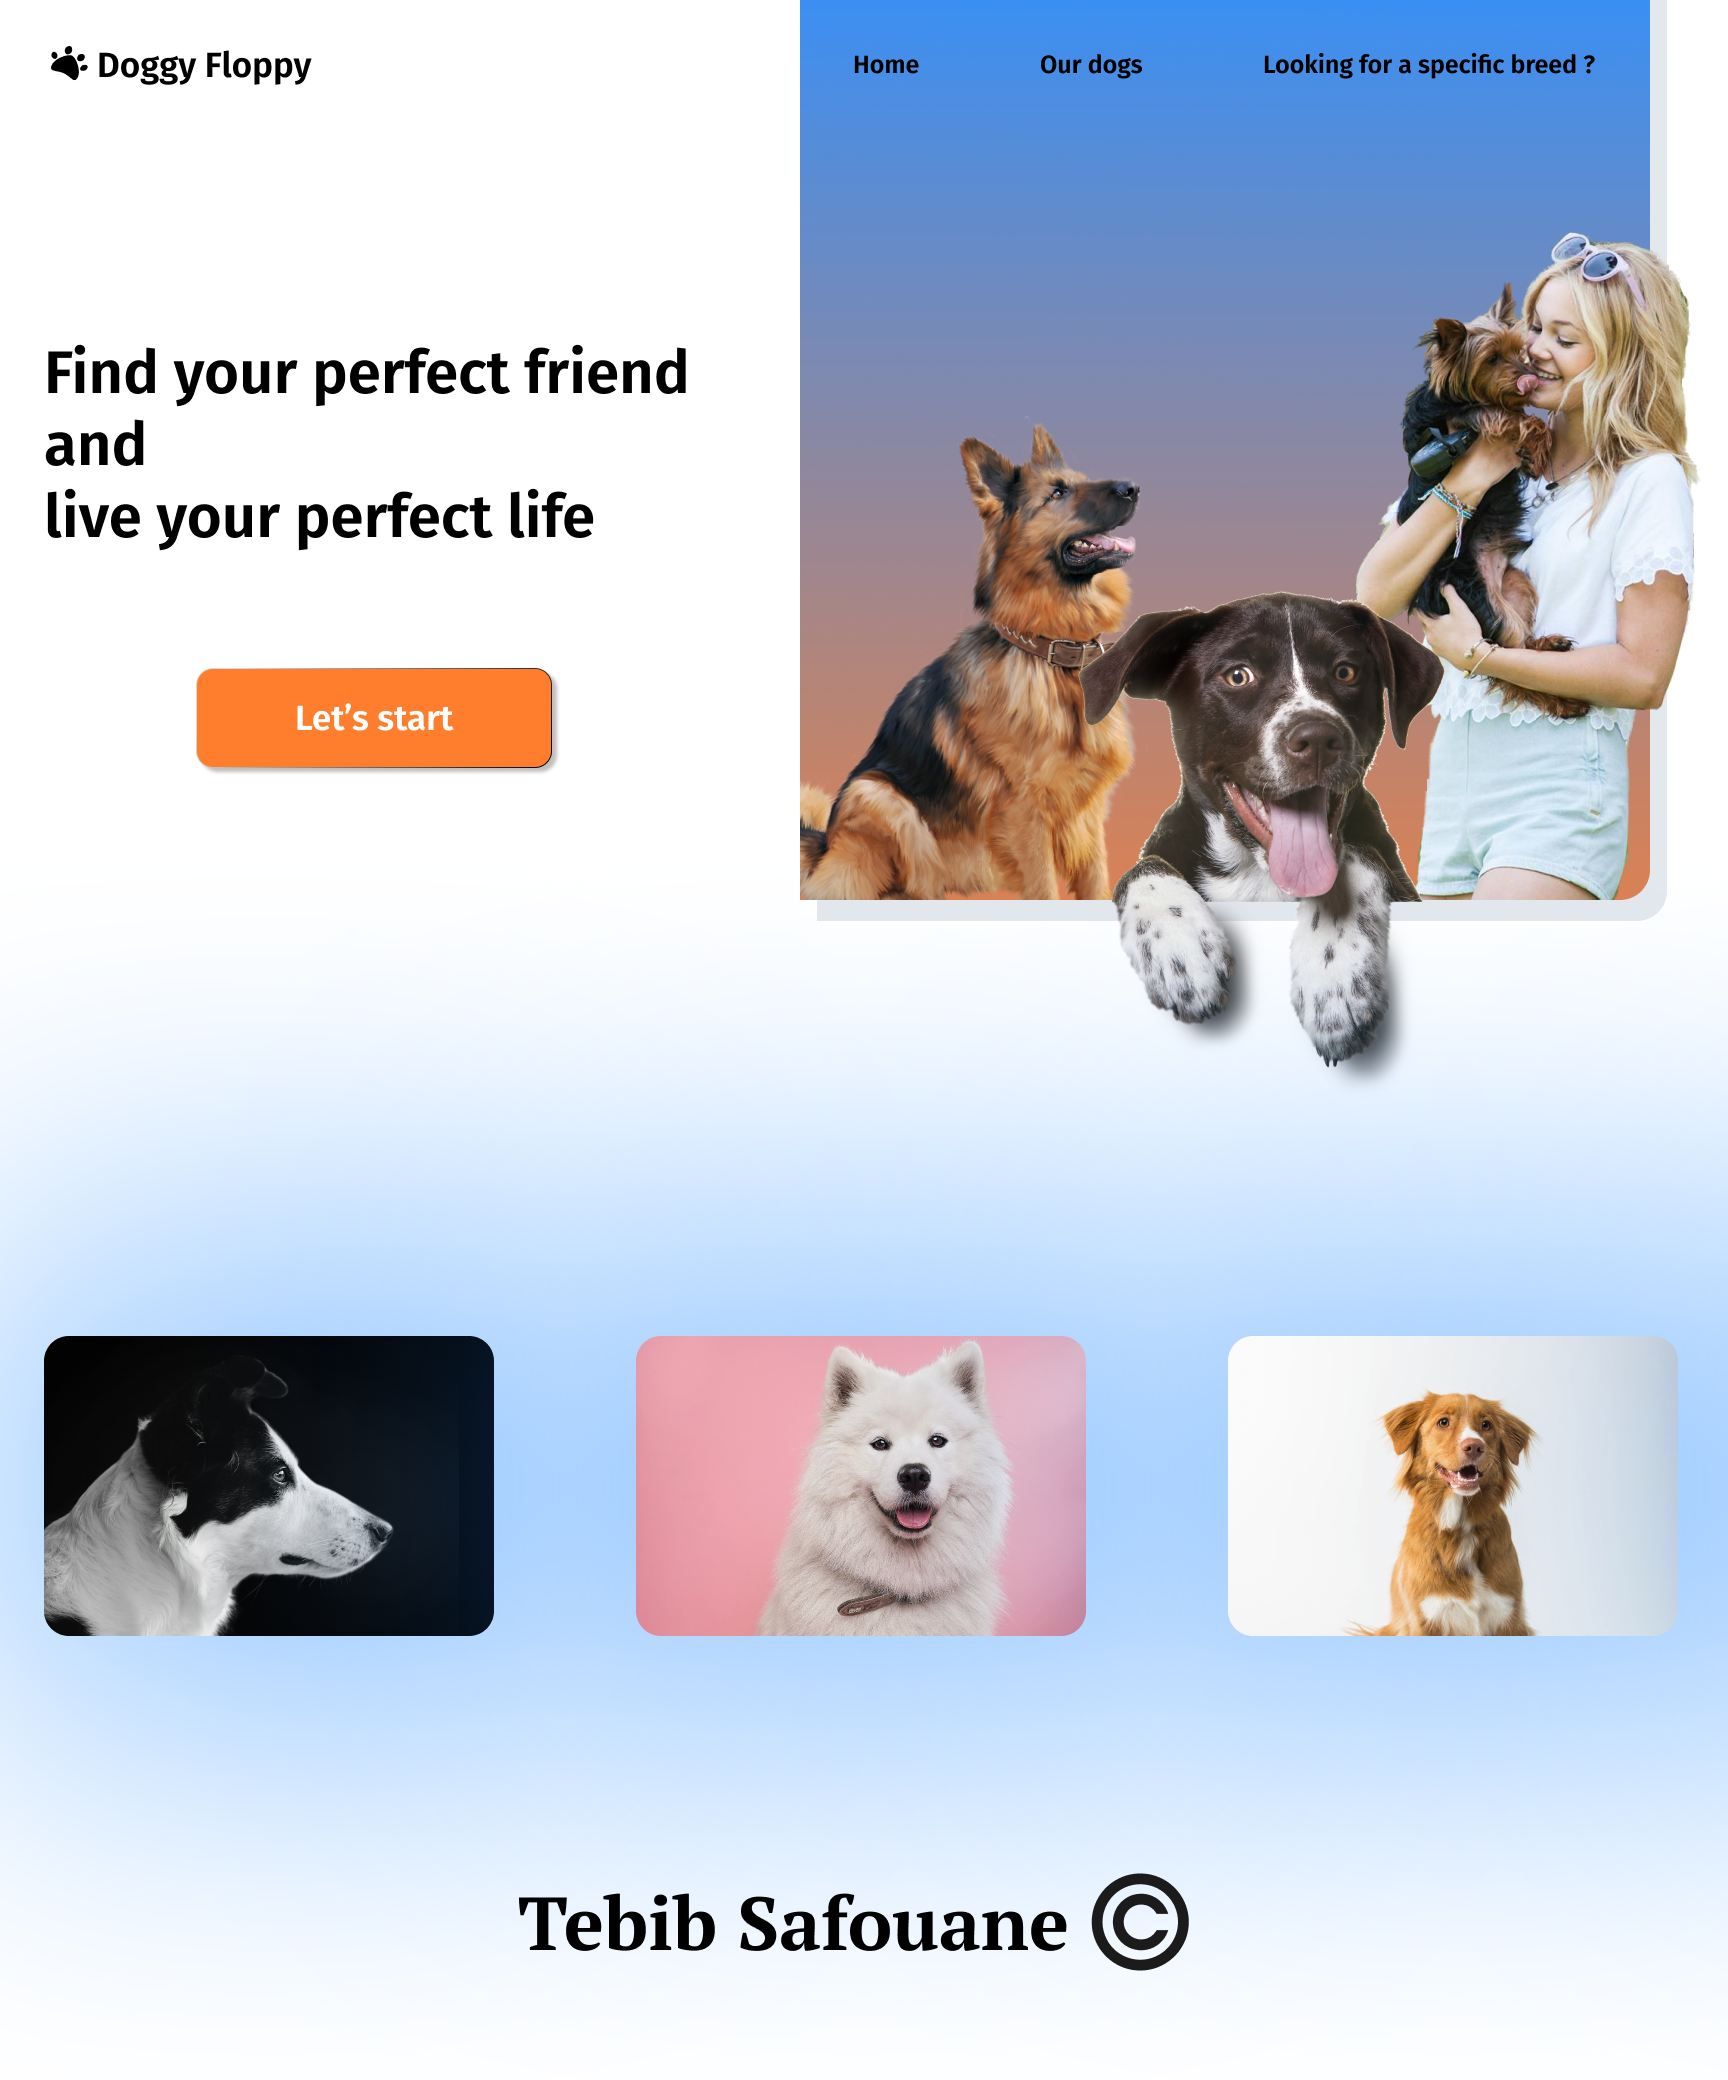 Doggy Floppy
Home
Our dogs
Looking for a specific breed ?
Find your perfect friend
and
live your perfect life
Let’s start
Tebib Safouane ©